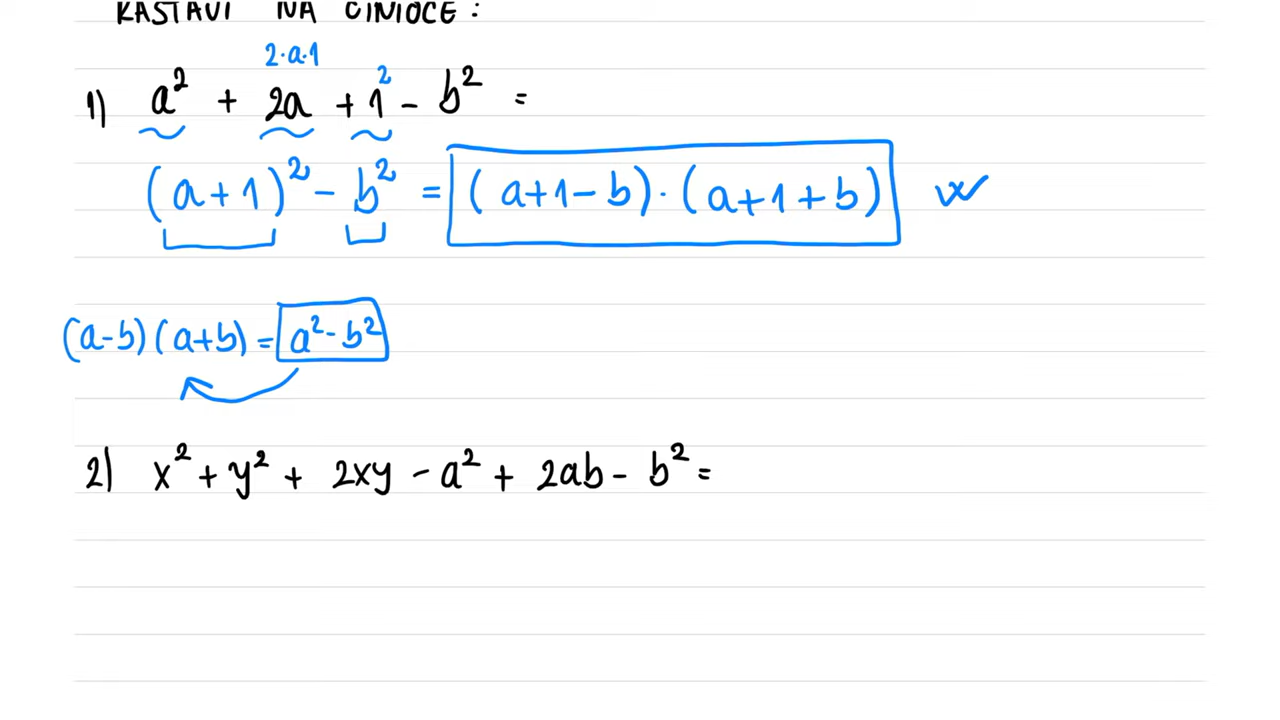 RASTAVI NA ČINIOCE:
2·a·1
1) a² + 2a + 1² - b² =
(a+1)² - b² = (a+1-b)·(a+1+b)
(a-b)(a+b) = a² - b²
2) x² + y² + 2xy - a² + 2ab - b² =